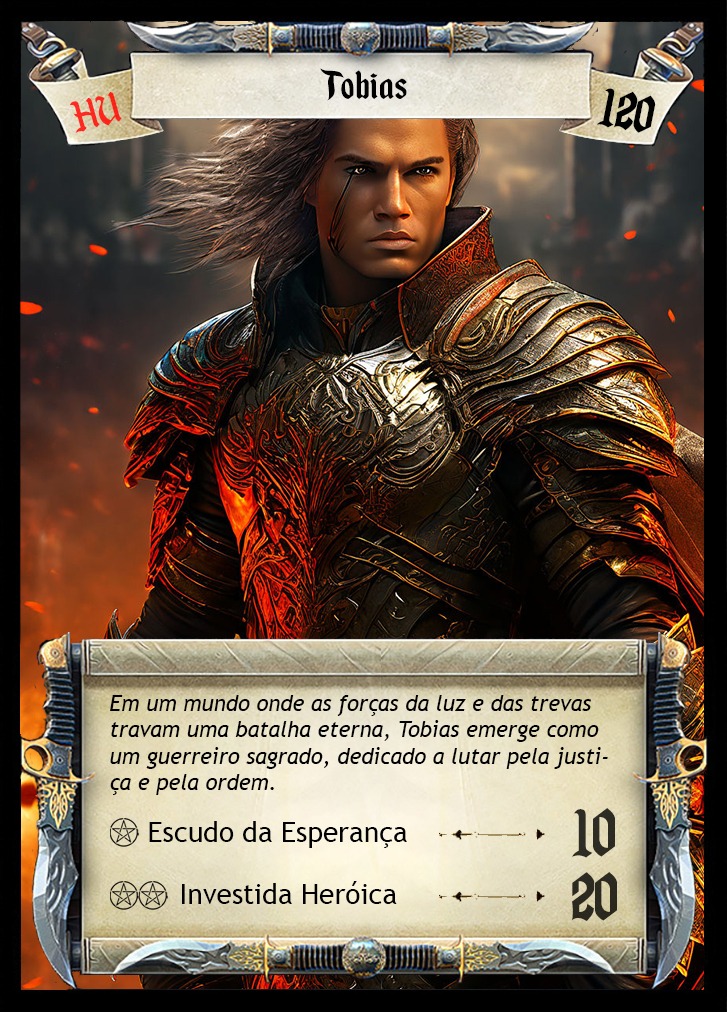 Tobias
HU
120
Em um mundo onde as forças da luz e das trevas
travam uma batalha eterna, Tobias emerge como
um guerreiro sagrado, dedicado a lutar pela justi-
ça e pela ordem.
Escudo da Esperança 10
Investida Heróica 20